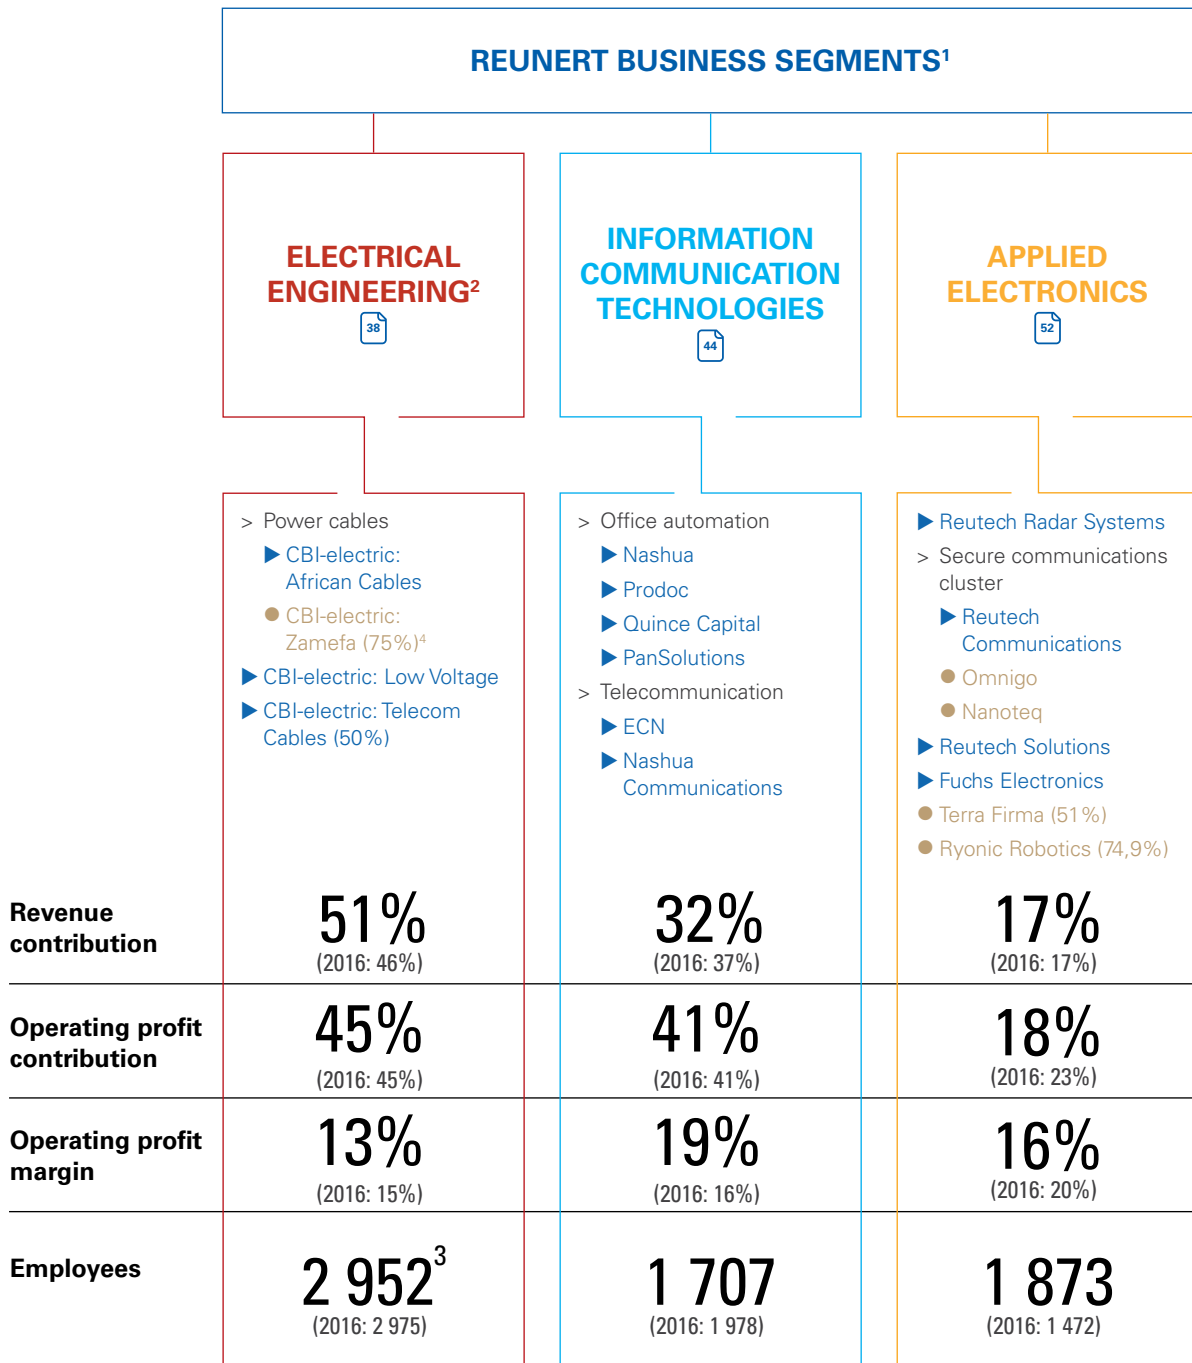 REUNERT BUSINESS SEGMENTS¹
ELECTRICAL
ENGINEERING²
38
INFORMATION
COMMUNICATION
TECHNOLOGIES
44
APPLIED
ELECTRONICS
52
> Power cables
▶ CBI-electric:
African Cables
● CBI-electric:
Zamefa (75%)⁴
▶ CBI-electric: Low Voltage
▶ CBI-electric: Telecom
Cables (50%)
> Office automation
▶ Nashua
▶ Prodoc
▶ Quince Capital
▶ PanSolutions
> Telecommunication
▶ ECN
▶ Nashua
Communications
▶ Reutech Radar Systems
> Secure communications
cluster
▶ Reutech
Communications
● Omnigo
● Nanoteq
▶ Reutech Solutions
▶ Fuchs Electronics
● Terra Firma (51%)
● Ryonic Robotics (74,9%)
Revenue
contribution
51%
(2016: 46%)
32%
(2016: 37%)
17%
(2016: 17%)
Operating profit
contribution
45%
(2016: 45%)
41%
(2016: 41%)
18%
(2016: 23%)
Operating profit
margin
13%
(2016: 15%)
19%
(2016: 16%)
16%
(2016: 20%)
Employees
2 952³
(2016: 2 975)
1 707
(2016: 1 978)
1 873
(2016: 1 472)